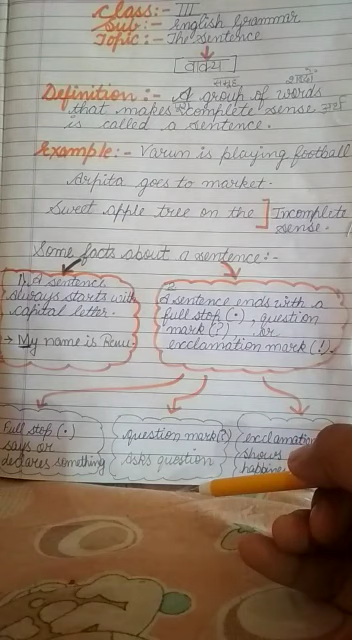 Class:- III
Sub:- English Grammar
Topic:- The sentence
वाक्य
समूह शब्दों के
Definition:- A group of words
that makes complete sense अर्थ
is called a sentence.
Example:- Varun is playing football
Arpita goes to market.
Sweet apple tree on the ] Incomplete
sense.
Some facts about a sentence:-
1. A sentence
always starts with
capital letter.
→ My name is Renu.
2.
A sentence ends with a
full stop (.), question
mark (?) or
exclamation mark (!).
Full stop (.)
says or
declares something
question mark(?)
asks question
exclamation
shows